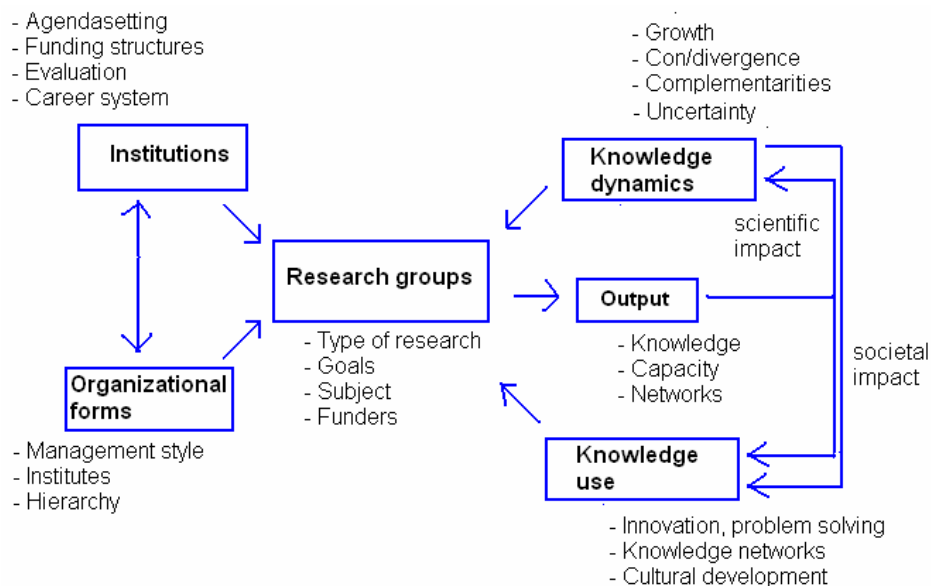 - Agendasetting
- Funding structures
- Evaluation
- Career system
Institutions
- Growth
- Con/divergence
- Complementarities
- Uncertainty
Knowledge
dynamics
scientific
impact
Research groups
- Type of research
- Goals
- Subject
- Funders
Output
- Knowledge
- Capacity
- Networks
societal
impact
Organizational
forms
- Management style
- Institutes
- Hierarchy
Knowledge
use
- Innovation, problem solving
- Knowledge networks
- Cultural development